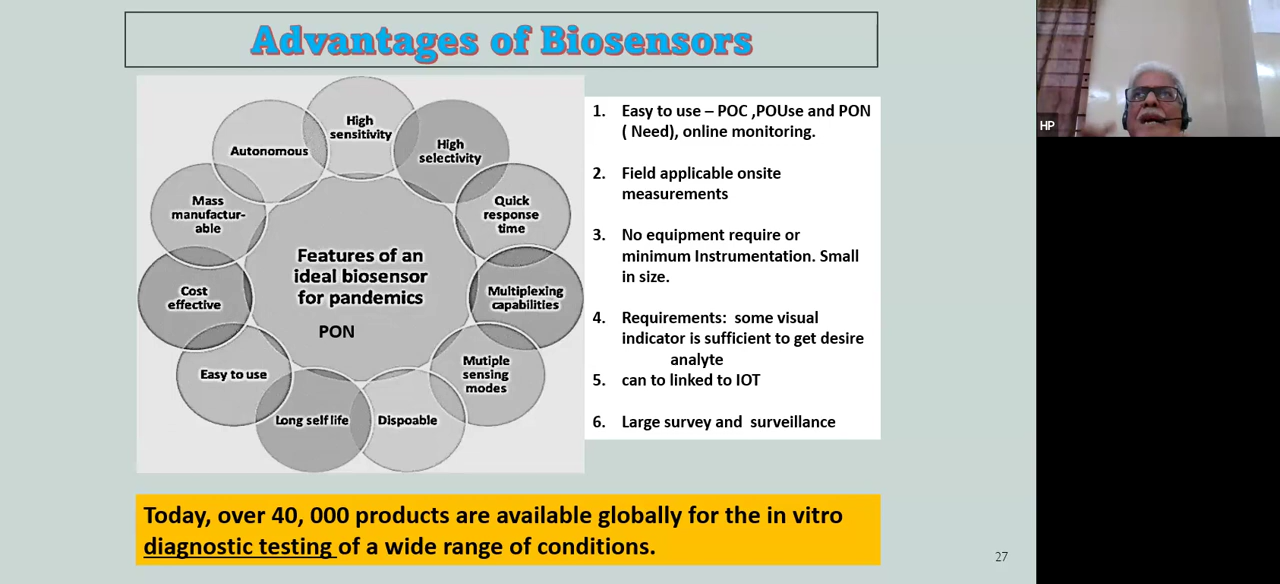 Advantages of Biosensors
High
sensitivity
High
selectivity
Quick
response
time
Multiplexing
capabilities
Mutiple
sensing
modes
Dispoable
Long self life
Easy to use
Cost
effective
Mass
manufactur-
able
Autonomous
Features of an
ideal biosensor
for pandemics
PON
1. Easy to use – POC ,POUse and PON
( Need), online monitoring.
2. Field applicable onsite
measurements
3. No equipment require or
minimum Instrumentation. Small
in size.
4. Requirements: some visual
indicator is sufficient to get desire
analyte
5. can to linked to IOT
6. Large survey and surveillance
Today, over 40, 000 products are available globally for the in vitro
diagnostic testing of a wide range of conditions.
27
HP